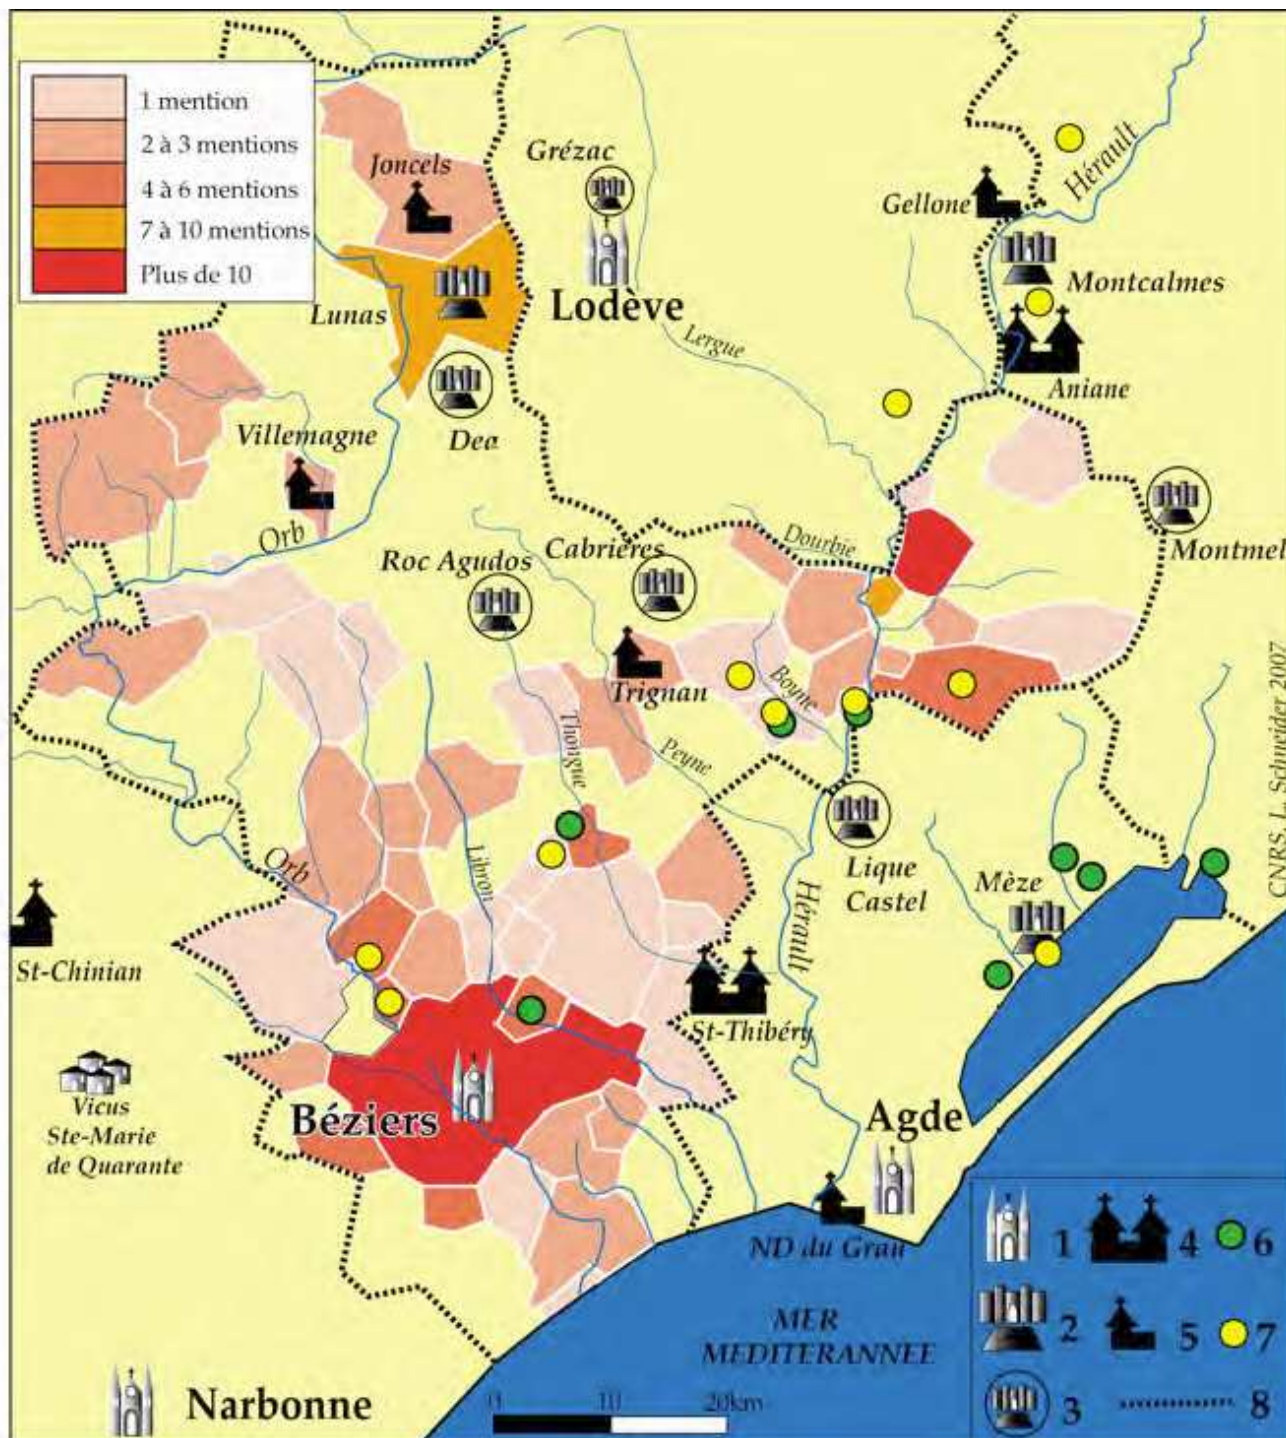 1 mention
2 à 3 mentions
4 à 6 mentions
7 à 10 mentions
Plus de 10
Joncels
Grézac
Lodève
Gellone
Hérault
Montcalmes
Aniane
Lunas
Lergue
Dea
Villemagne
Orb
Roc Agudos
Cabrières
Dourbie
Montmel
Trignan
Boyne
Thongue
Peyne
Orb
Libron
Hérault
Lique
Castel
Mèze
CNRS. L. Schneider 2007
St-Chinian
St-Thibéry
Vicus
Ste-Marie
de Quarante
Béziers
Agde
ND du Grau
MER
MEDITERANNEE
Narbonne
0 10 20km
1 4 6
2 5 7
3 8